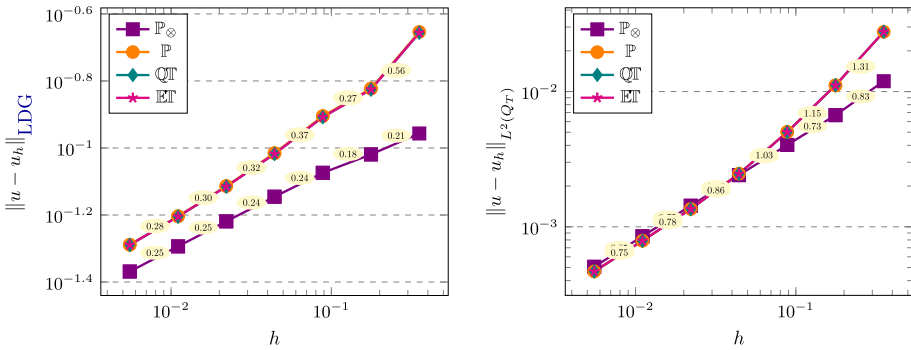 10^−0.6
10^−0.8
10^−1
10^−1.2
10^−1.4
10^−2
10^−1
h
‖u − u_h‖_LDG
ℙ_⊗
ℙ
ℚ𝕋
𝔼𝕋
0.56
0.27
0.37
0.32
0.30
0.28
0.21
0.18
0.24
0.24
0.25
0.25
10^−2
10^−3
10^−2
10^−1
h
‖u − u_h‖_{L^2(Q_T)}
ℙ_⊗
ℙ
ℚ𝕋
𝔼𝕋
1.31
0.83
1.15
0.73
1.03
0.86
0.78
0.75